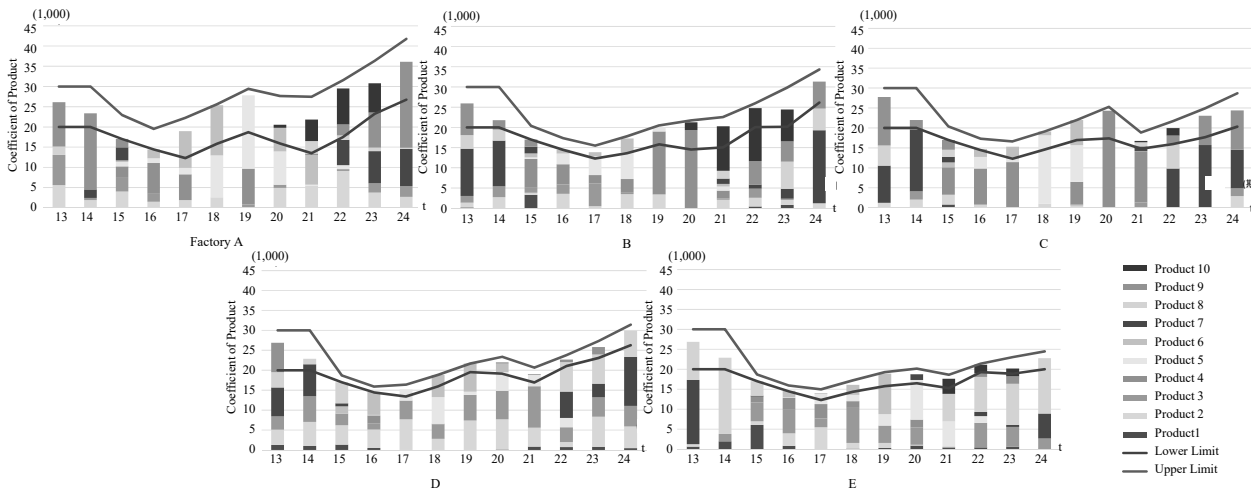 (1,000)
Coefficient of Product
45
40
35
30
25
20
15
10
5
0
13 14 15 16 17 18 19 20 21 22 23 24 t
Factory A
(1,000)
Coefficient of Product
45
40
35
30
25
20
15
10
5
0
13 14 15 16 17 18 19 20 21 22 23 24
B
(1,000)
Coefficient of Product
45
40
35
30
25
20
15
10
5
0
13 14 15 16 17 18 19 20 21 22 23 24 t
C
(1,000)
Coefficient of Product
45
40
35
30
25
20
15
10
5
0
13 14 15 16 17 18 19 20 21 22 23 24 t
D
(1,000)
Coefficient of Product
45
40
35
30
25
20
15
10
5
0
13 14 15 16 17 18 19 20 21 22 23 24 t
E
Product 10
Product 9
Product 8
Product 7
Product 6
Product 5
Product 4
Product 3
Product 2
Product1
Lower Limit
Upper Limit